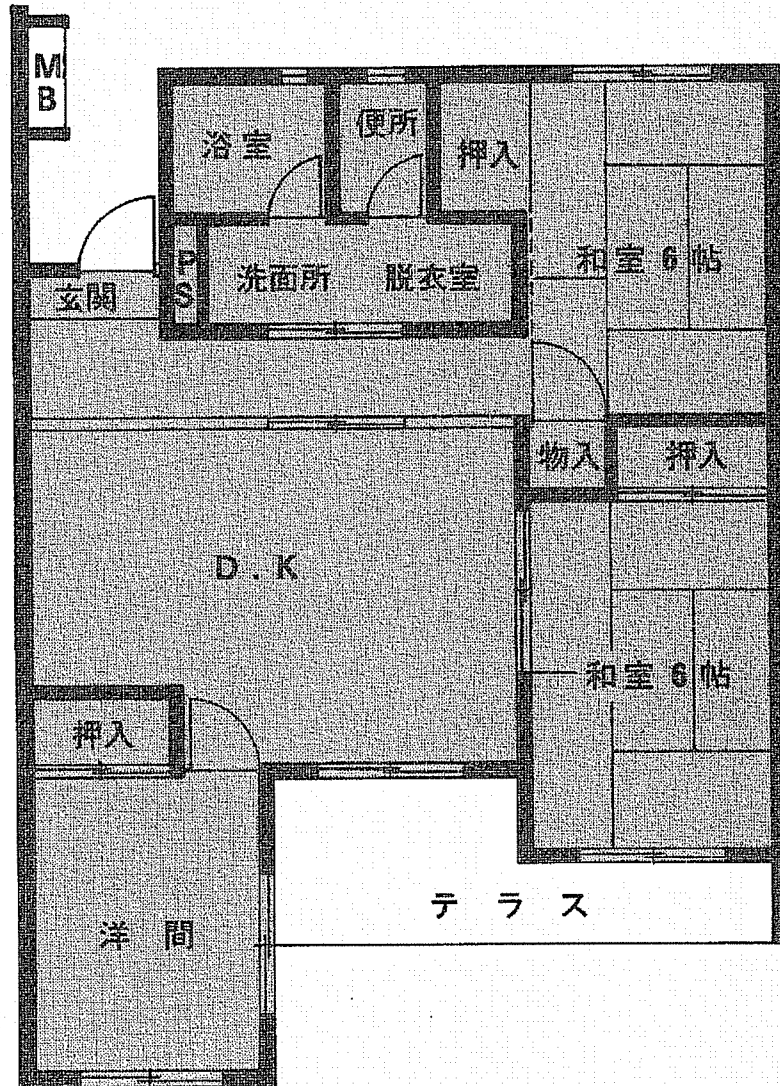 MB
浴室
便所
押入
和室 6 帖
PS
洗面所 脱衣室
玄関
物入
押入
D.K
和室 6 帖
押入
テラス
洋間